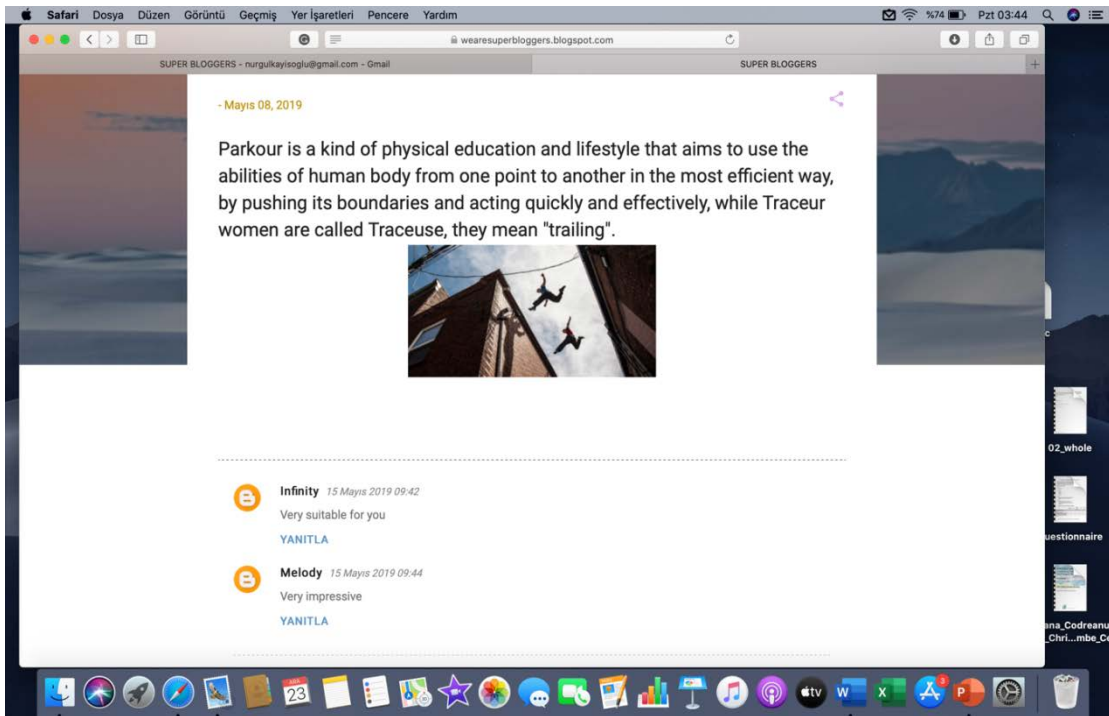 Safari Dosya Düzen Görüntü Geçmiş Yer İşaretleri Pencere Yardım %74 Pzt 03:44
wearesuperbloggers.blogspot.com
SUPER BLOGGERS - nurgulkayisoglu@gmail.com - Gmail SUPER BLOGGERS
- Mayıs 08, 2019
Parkour is a kind of physical education and lifestyle that aims to use the
abilities of human body from one point to another in the most efficient way,
by pushing its boundaries and acting quickly and effectively, while Traceur
women are called Traceuse, they mean "trailing".
c
02_whole
Infinity 15 Mayıs 2019 09:42
Very suitable for you
YANITLA
uestionnaire
Melody 15 Mayıs 2019 09:44
Very impressive
YANITLA
ana_Codreanu
_Chri...mbe_Ce
23
tv
W
X
3
P